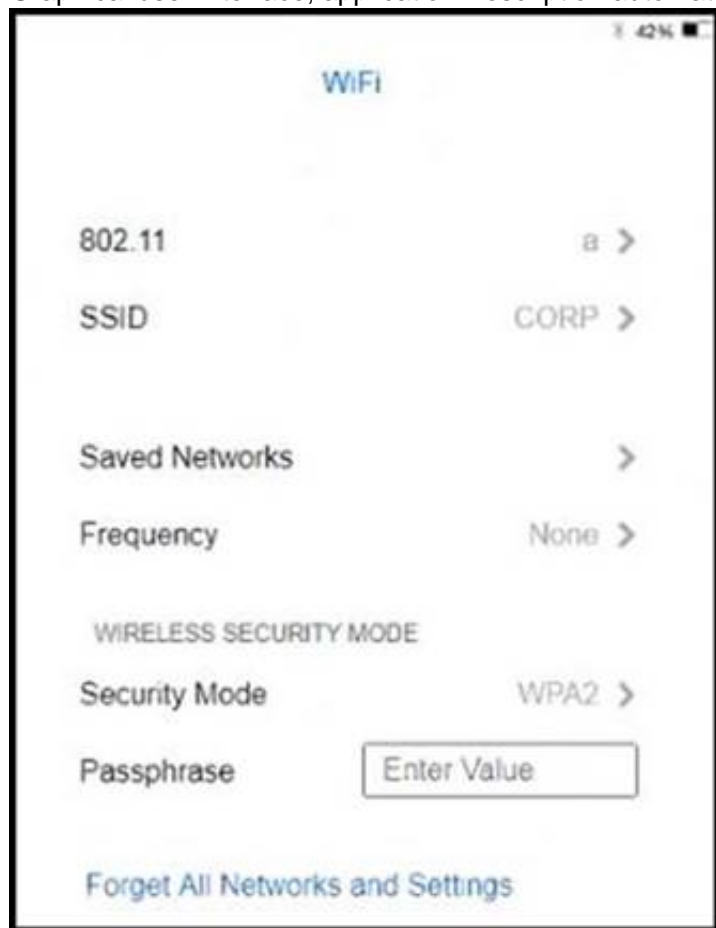 42%
WiFi
802.11 a >
SSID CORP >
Saved Networks >
Frequency None >
WIRELESS SECURITY MODE
Security Mode WPA2 >
Passphrase Enter Value
Forget All Networks and Settings